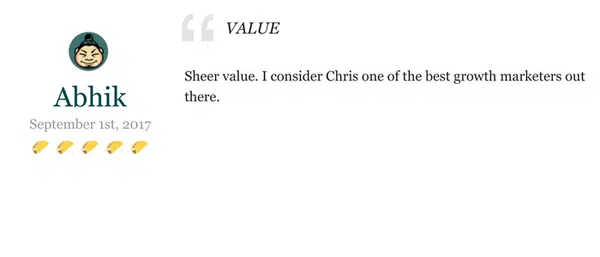 VALUE
Abhik
September 1st, 2017
Sheer value. I consider Chris one of the best growth marketers out
there.